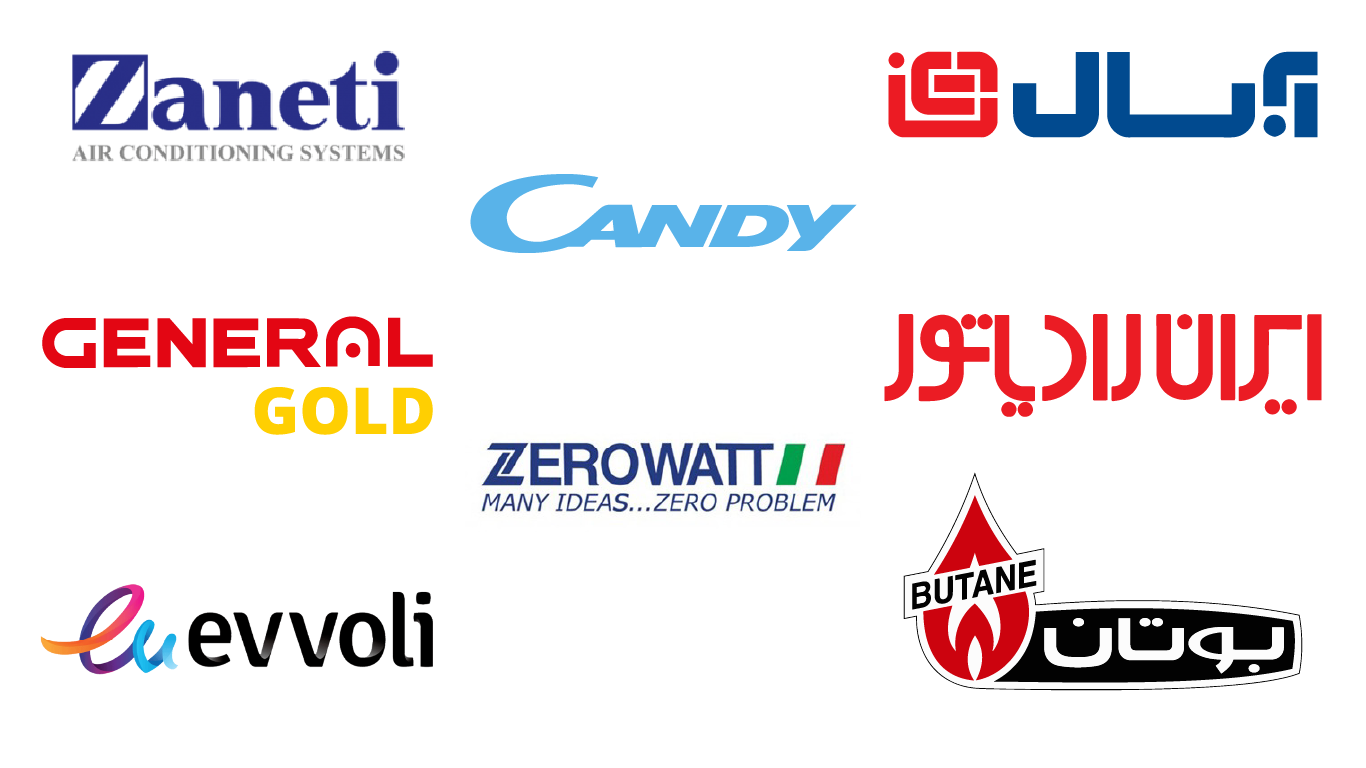 Zaneti
AIR CONDITIONING SYSTEMS
آبسال
CANDY
GENERAL
GOLD
ایران رادیاتور
ZEROWATT
MANY IDEAS...ZERO PROBLEM
evvoli
BUTANE
بوتان